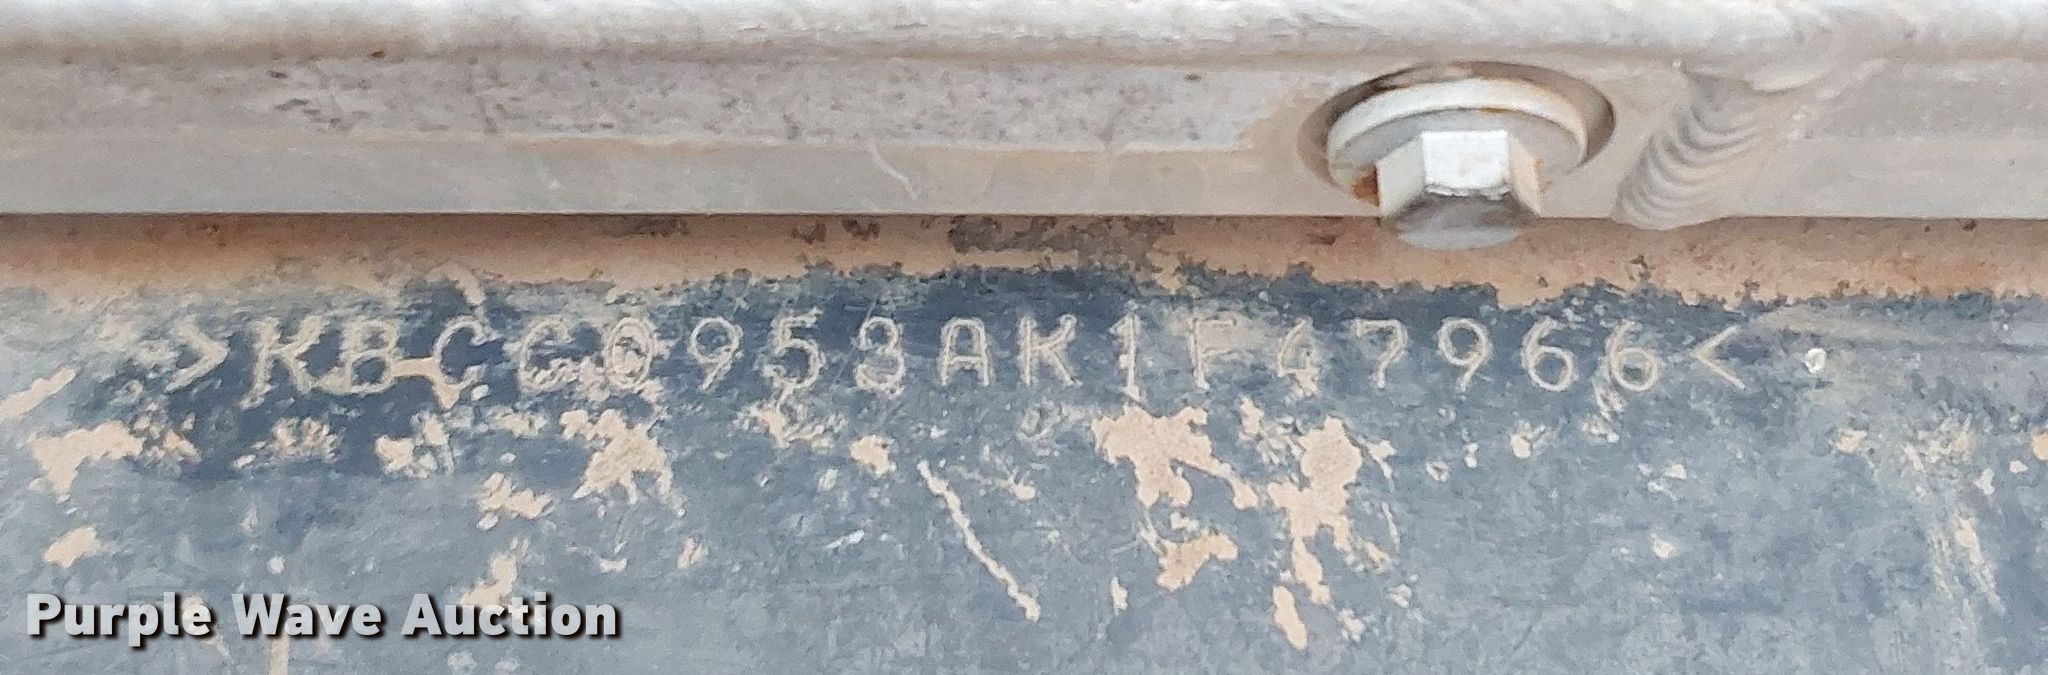 >KBCC0953AK1F47966<
Purple Wave Auction